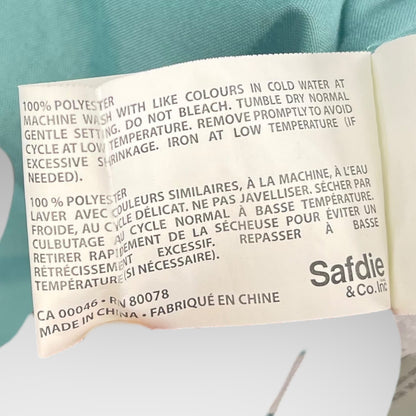 100% POLYESTER
MACHINE WASH WITH LIKE COLOURS IN COLD WATER AT
GENTLE SETTING. DO NOT BLEACH. TUMBLE DRY NORMAL
CYCLE AT LOW TEMPERATURE. REMOVE PROMPTLY TO AVOID
EXCESSIVE SHRINKAGE. IRON AT LOW TEMPERATURE (IF
NEEDED).
100 % POLYESTER
LAVER AVEC COULEURS SIMILAIRES, À LA MACHINE, À L'EAU
FROIDE, AU CYCLE DÉLICAT. NE PAS JAVELLISER. SÉCHER PAR
CULBUTAGE AU CYCLE NORMAL À BASSE TEMPÉRATURE.
RETIRER RAPIDEMENT DE LA SÉCHEUSE POUR ÉVITER UN
RÉTRÉCISSEMENT EXCESSIF. REPASSER À BASSE
TEMPÉRATURE (SI NÉCESSAIRE).
CA 00046 • RN 80078
MADE IN CHINA • FABRIQUÉ EN CHINE
Safdie
& Co. Inc